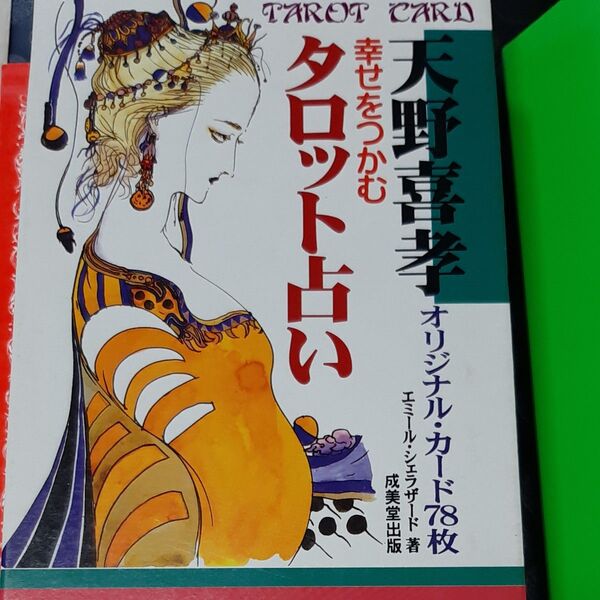 TAROT CARD
天野喜孝
オリジナル・カード78枚
幸せをつかむ
タロット占い
エミール・シェラザード 著
成美堂出版